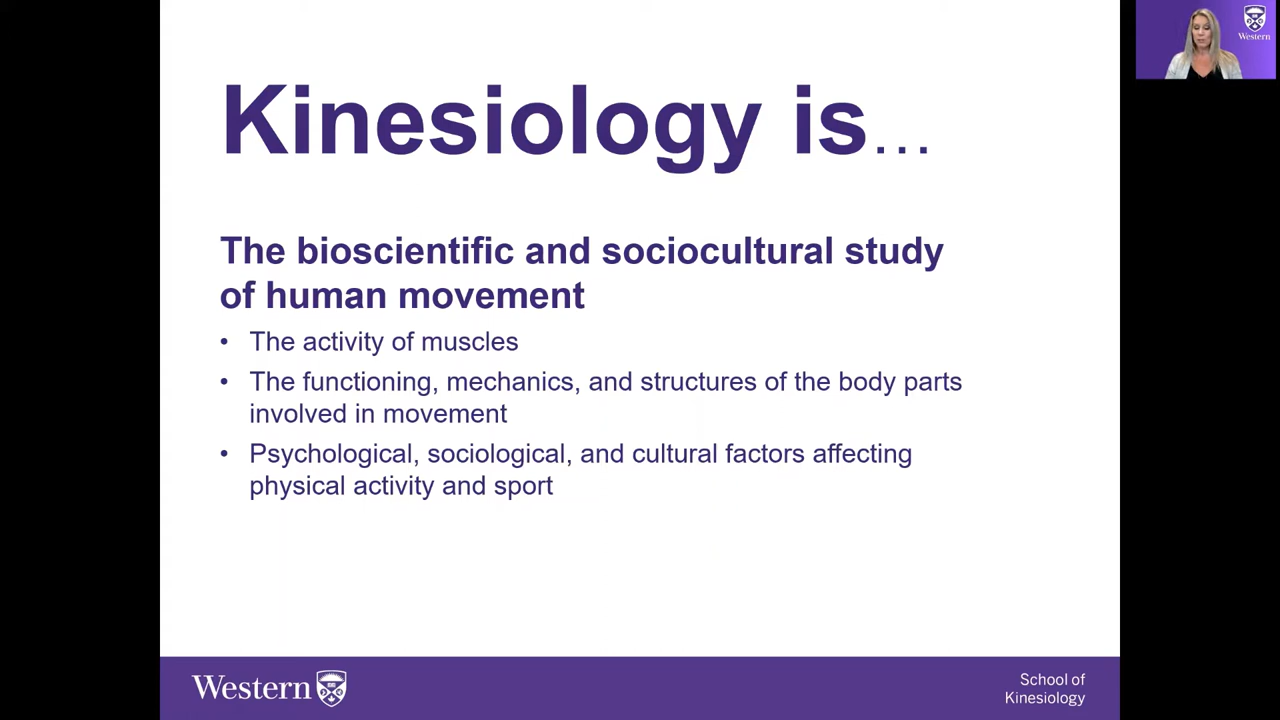 Kinesiology is...
The bioscientific and sociocultural study
of human movement
• The activity of muscles
• The functioning, mechanics, and structures of the body parts
involved in movement
• Psychological, sociological, and cultural factors affecting
physical activity and sport
Western
School of
Kinesiology
Western